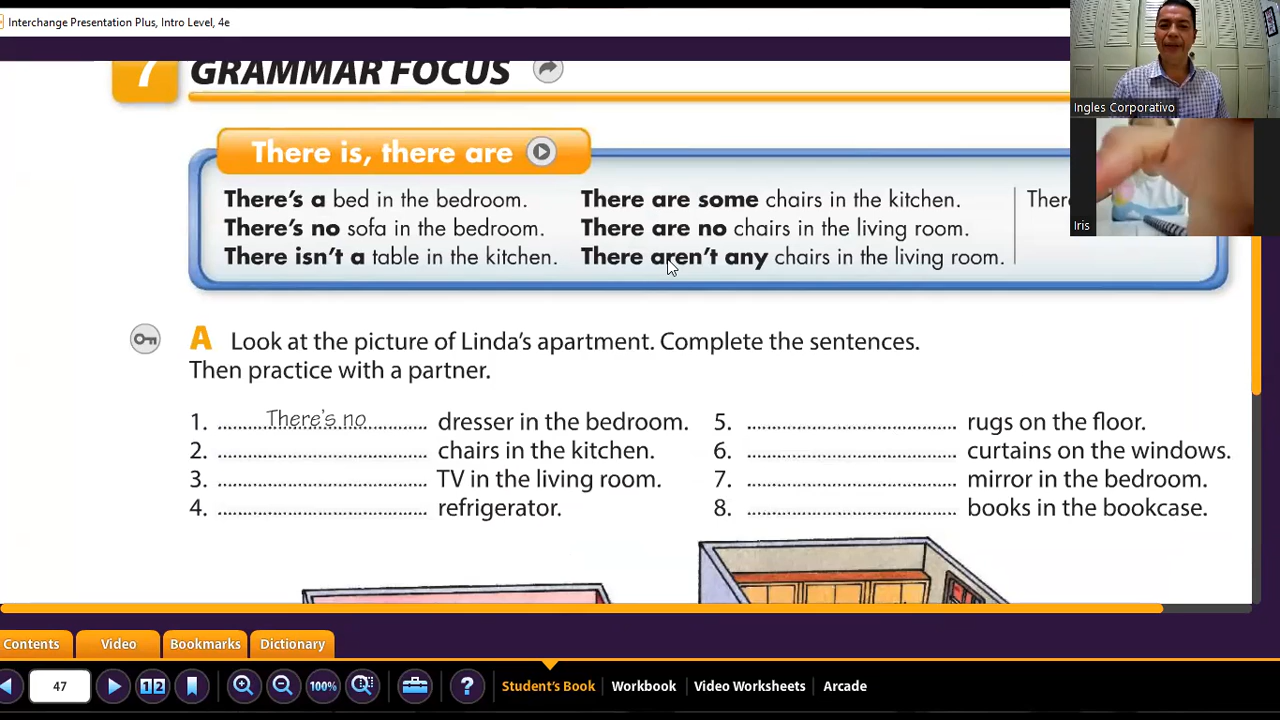 Interchange Presentation Plus, Intro Level, 4e
Ingles Corporativo
Iris
7 GRAMMAR FOCUS
There is, there are
There's a bed in the bedroom.
There's no sofa in the bedroom.
There isn't a table in the kitchen.
There are some chairs in the kitchen.
There are no chairs in the living room.
There aren't any chairs in the living room.
A Look at the picture of Linda's apartment. Complete the sentences.
Then practice with a partner.
1. There's no dresser in the bedroom.
2. chairs in the kitchen.
3. TV in the living room.
4. refrigerator.
5. rugs on the floor.
6. curtains on the windows.
7. mirror in the bedroom.
8. books in the bookcase.
Contents Video Bookmarks Dictionary
47 12 100% ? Student's Book Workbook Video Worksheets Arcade